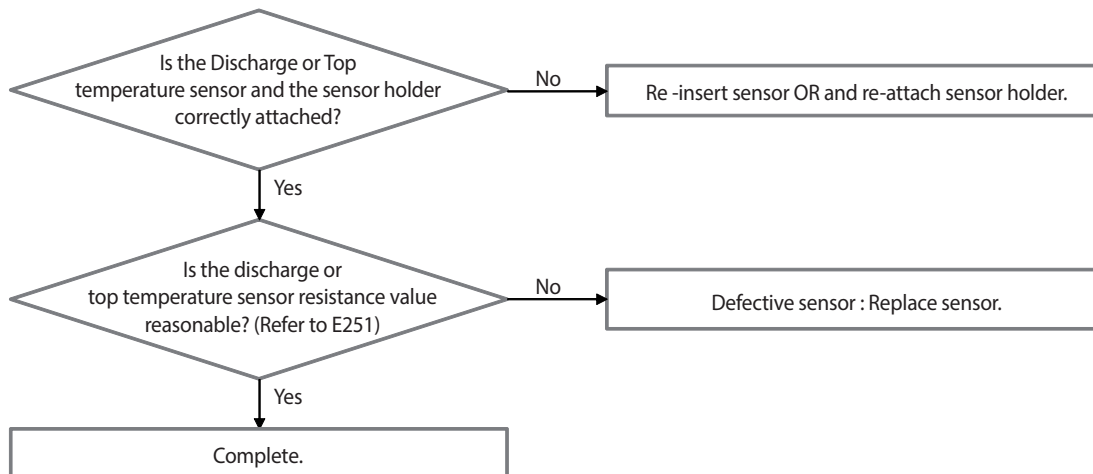 Is the Discharge or Top
temperature sensor and the sensor holder
correctly attached?
No
Re -insert sensor OR and re-attach sensor holder.
Yes
Is the discharge or
top temperature sensor resistance value
reasonable? (Refer to E251)
No
Defective sensor : Replace sensor.
Yes
Complete.